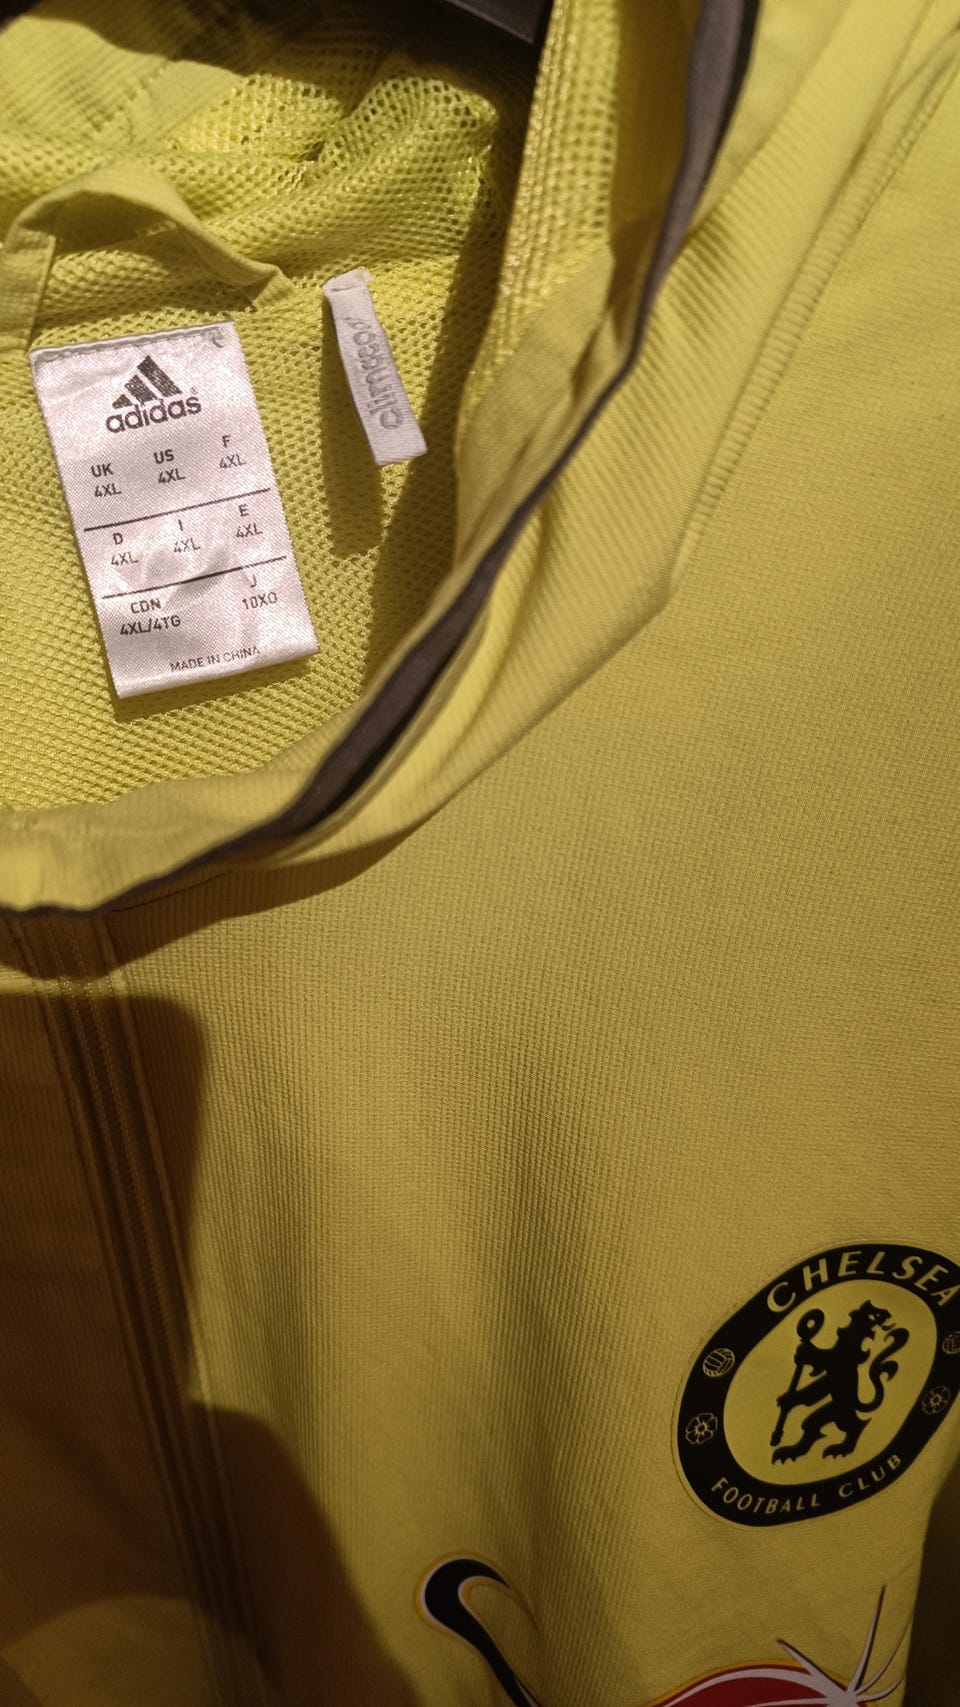 adidas
UK US F
4XL 4XL 4XL
D I E
4XL 4XL 4XL
CDN J
4XL/4TG 10XO
MADE IN CHINA
climacool
CHELSEA
FOOTBALL CLUB